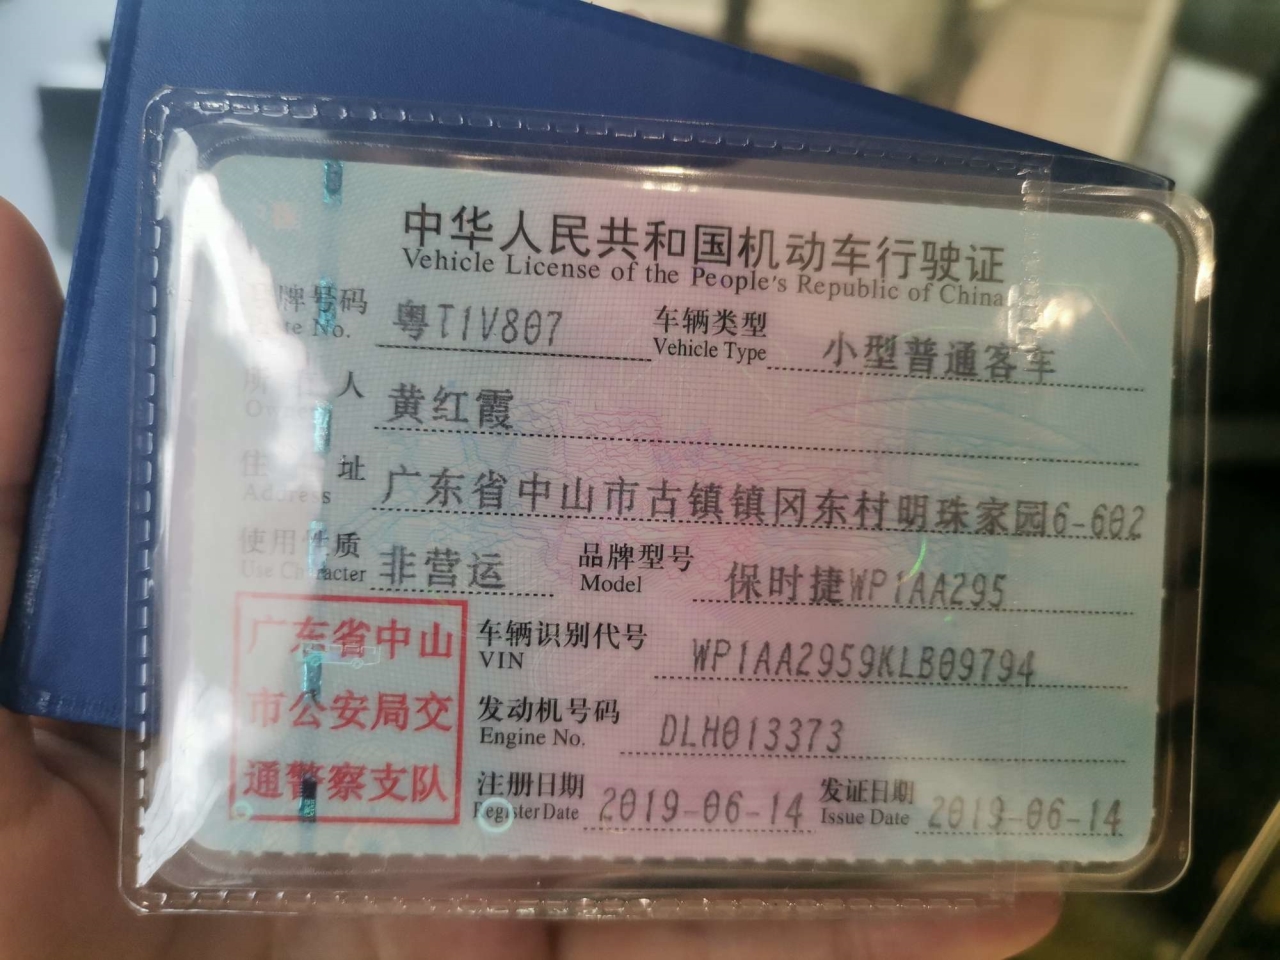 中华人民共和国机动车行驶证
Vehicle License of the People's Republic of China
号牌号码 粤T1V807 车辆类型 小型普通客车
Plate No. Vehicle Type
所有人 黄红霞
Owner
住址 广东省中山市古镇镇冈东村明珠家园6-602
Address
使用性质 非营运 品牌型号 保时捷WP1AA295
Use Character Model
广东省中山
市公安局交
通警察支队
车辆识别代号 WP1AA2959KLB09794
VIN
发动机号码 DLH013373
Engine No.
注册日期 2019-06-14 发证日期 2019-06-14
Register Date Issue Date